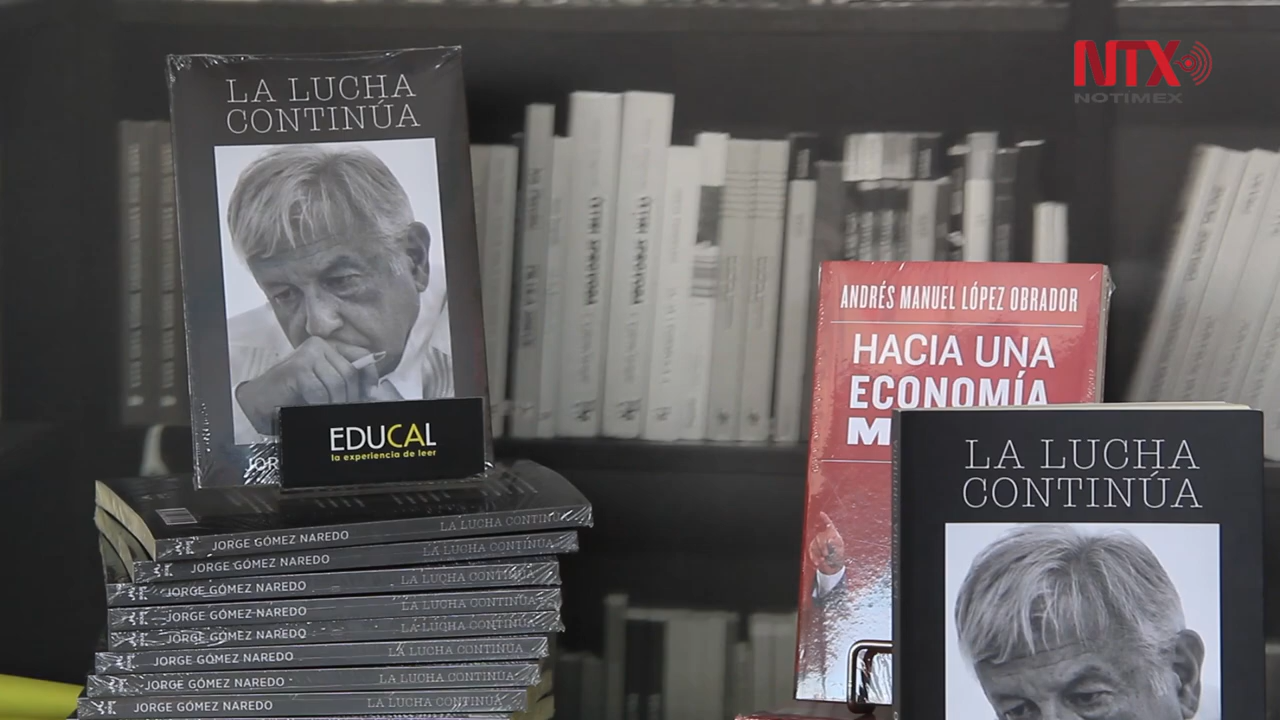 NTX
NOTIMEX
LA LUCHA
CONTINÚA
EDUCAL
la experiencia de leer
JORGE GÓMEZ NAREDO LA LUCHA CONTINÚA
JORGE GÓMEZ NAREDO LA LUCHA CONTINÚA
JORGE GÓMEZ NAREDO LA LUCHA CONTINÚA
JORGE GÓMEZ NAREDO LA LUCHA CONTINÚA
JORGE GÓMEZ NAREDO LA LUCHA CONTINÚA
JORGE GÓMEZ NAREDO LA LUCHA CONTINÚA
JORGE GÓMEZ NAREDO LA LUCHA CONTINÚA
JORGE GÓMEZ NAREDO LA LUCHA CONTINÚA
ANDRÉS MANUEL LÓPEZ OBRADOR
HACIA UNA
ECONOMÍA
LA LUCHA
CONTINÚA